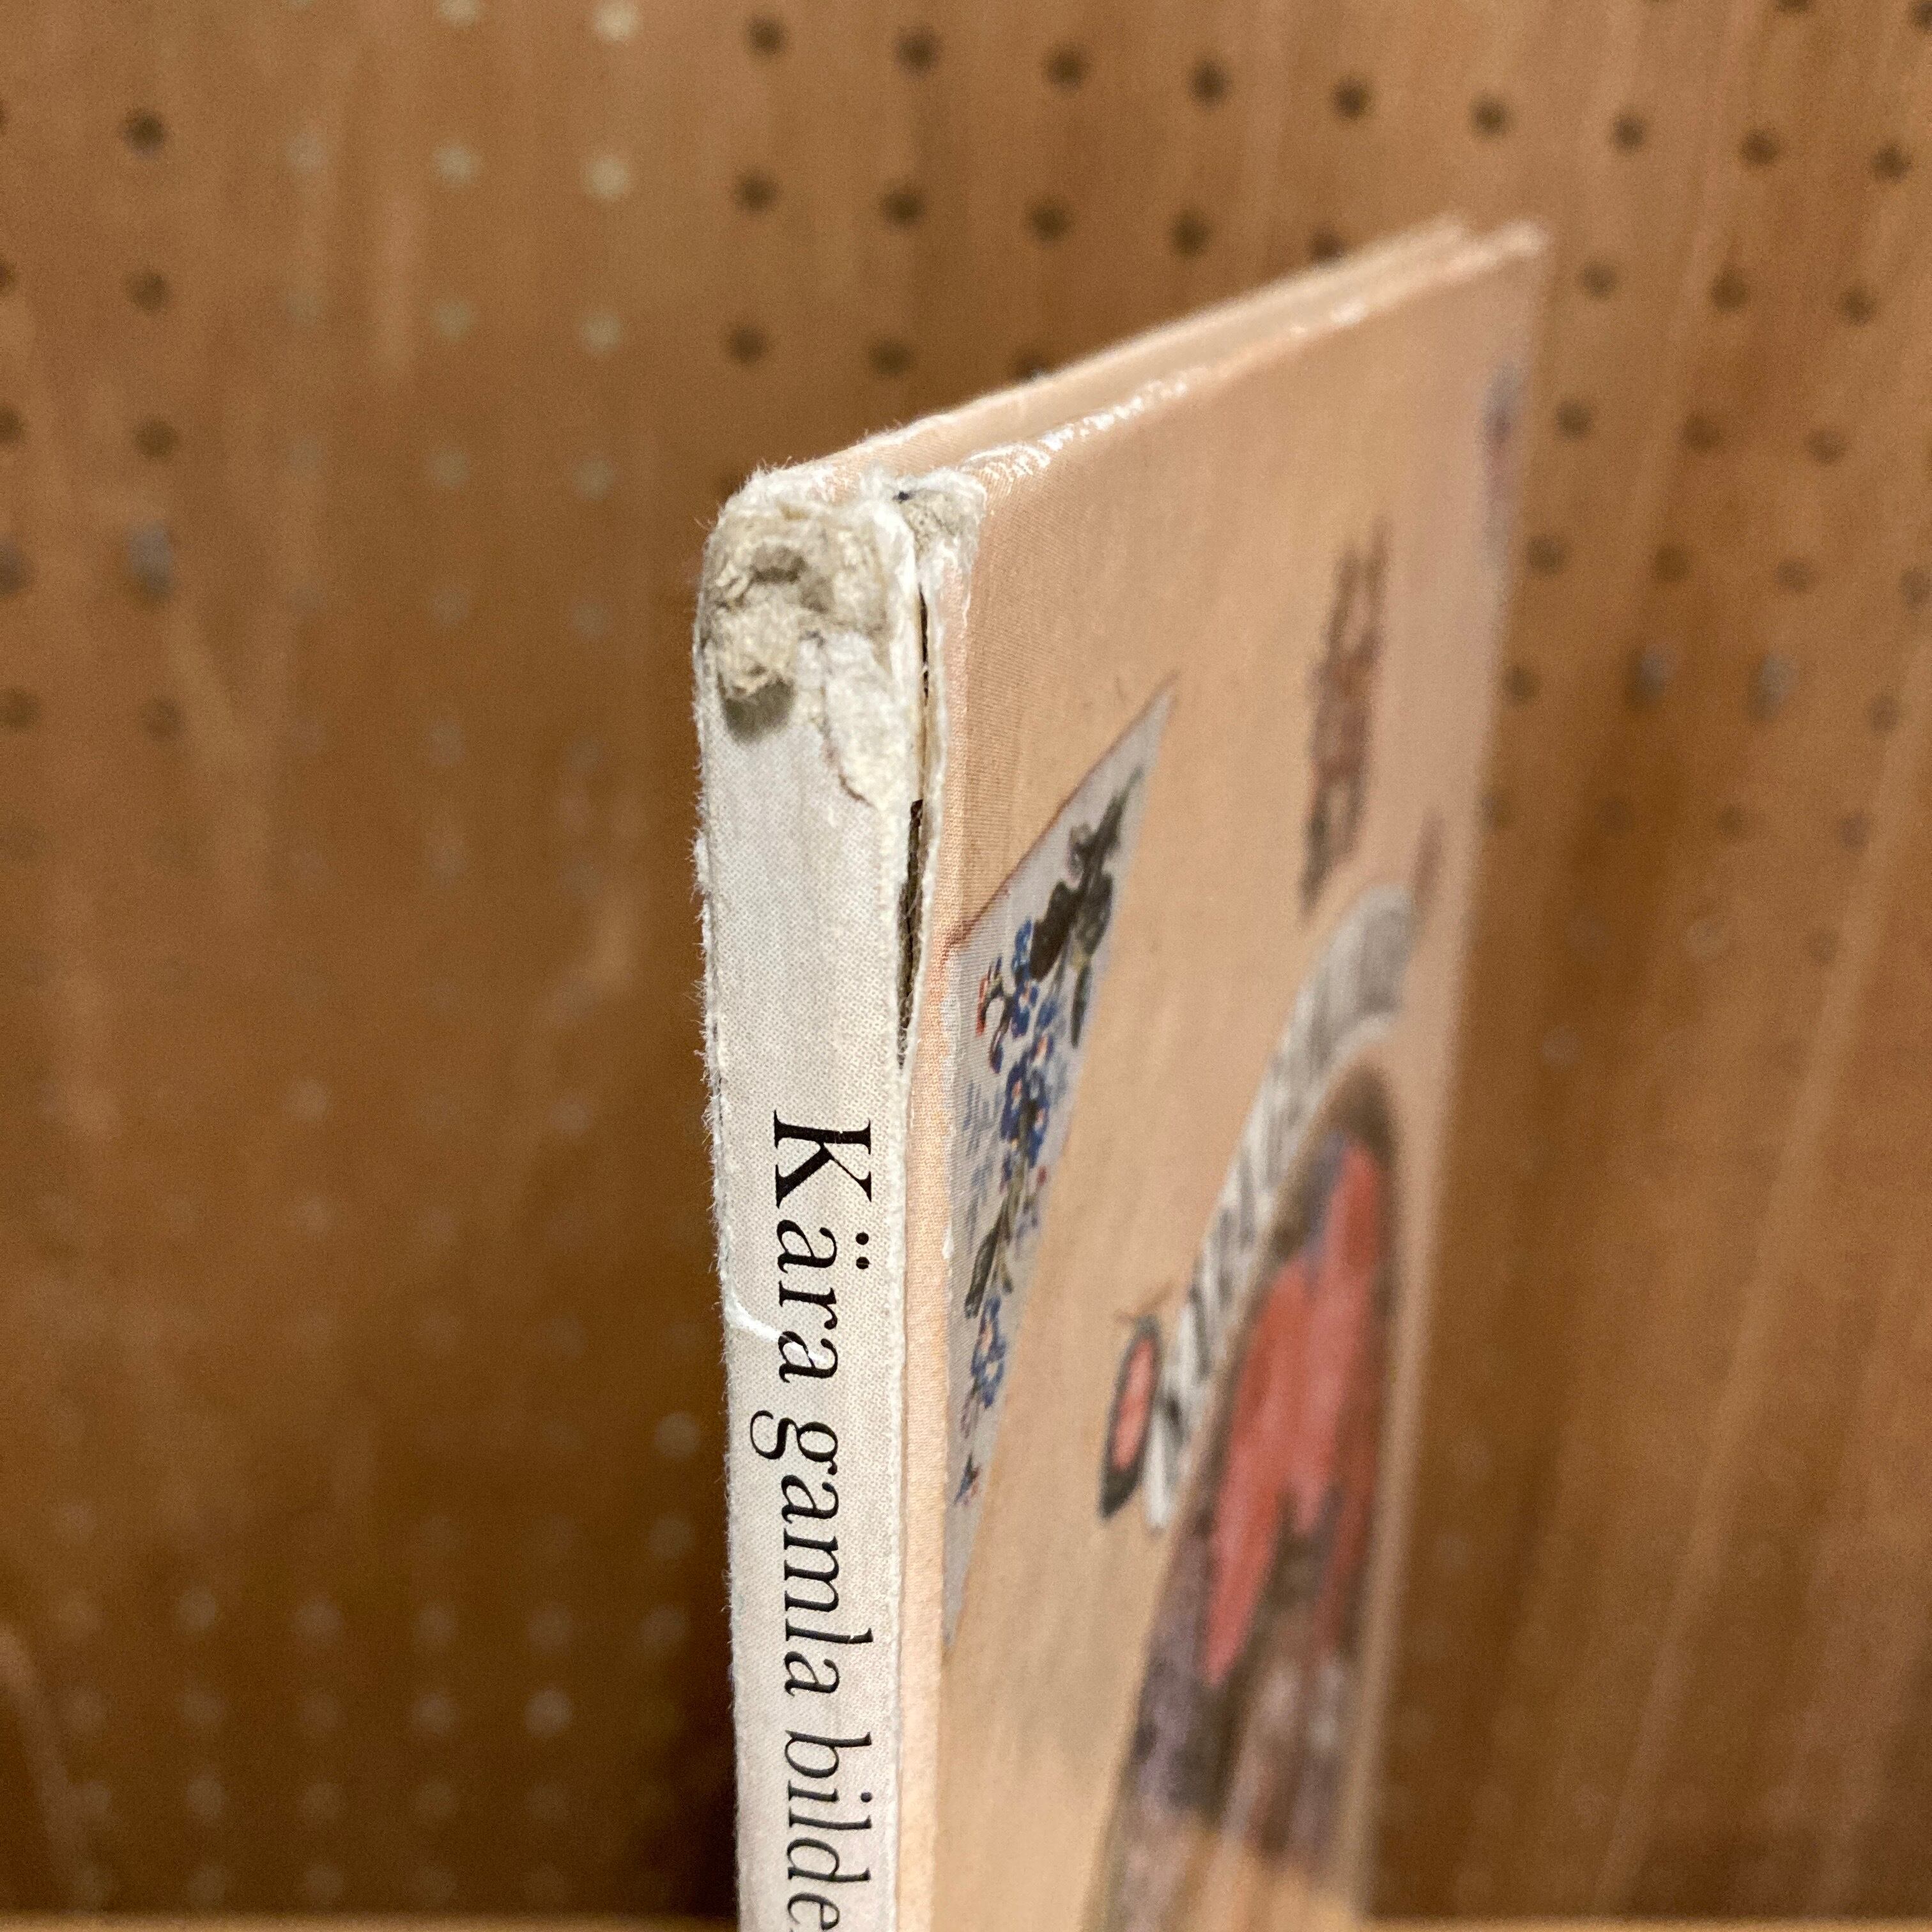 Kära gamla bilde